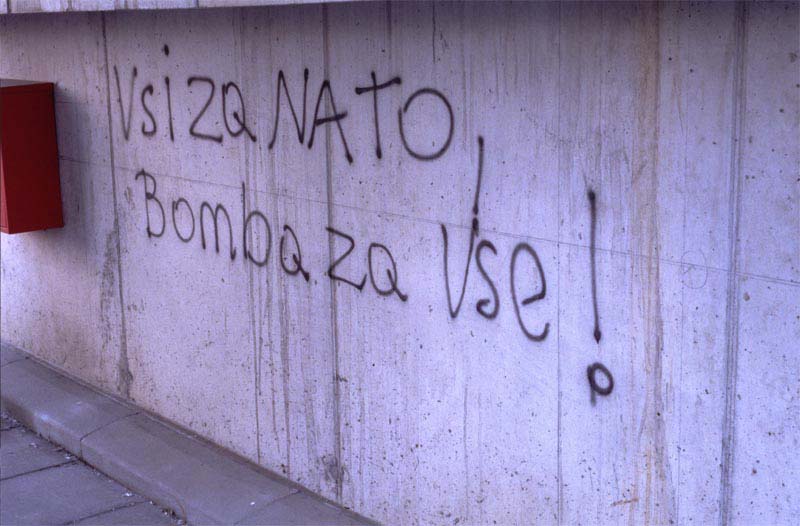 Vsi za NATO,
Bomba za vse!